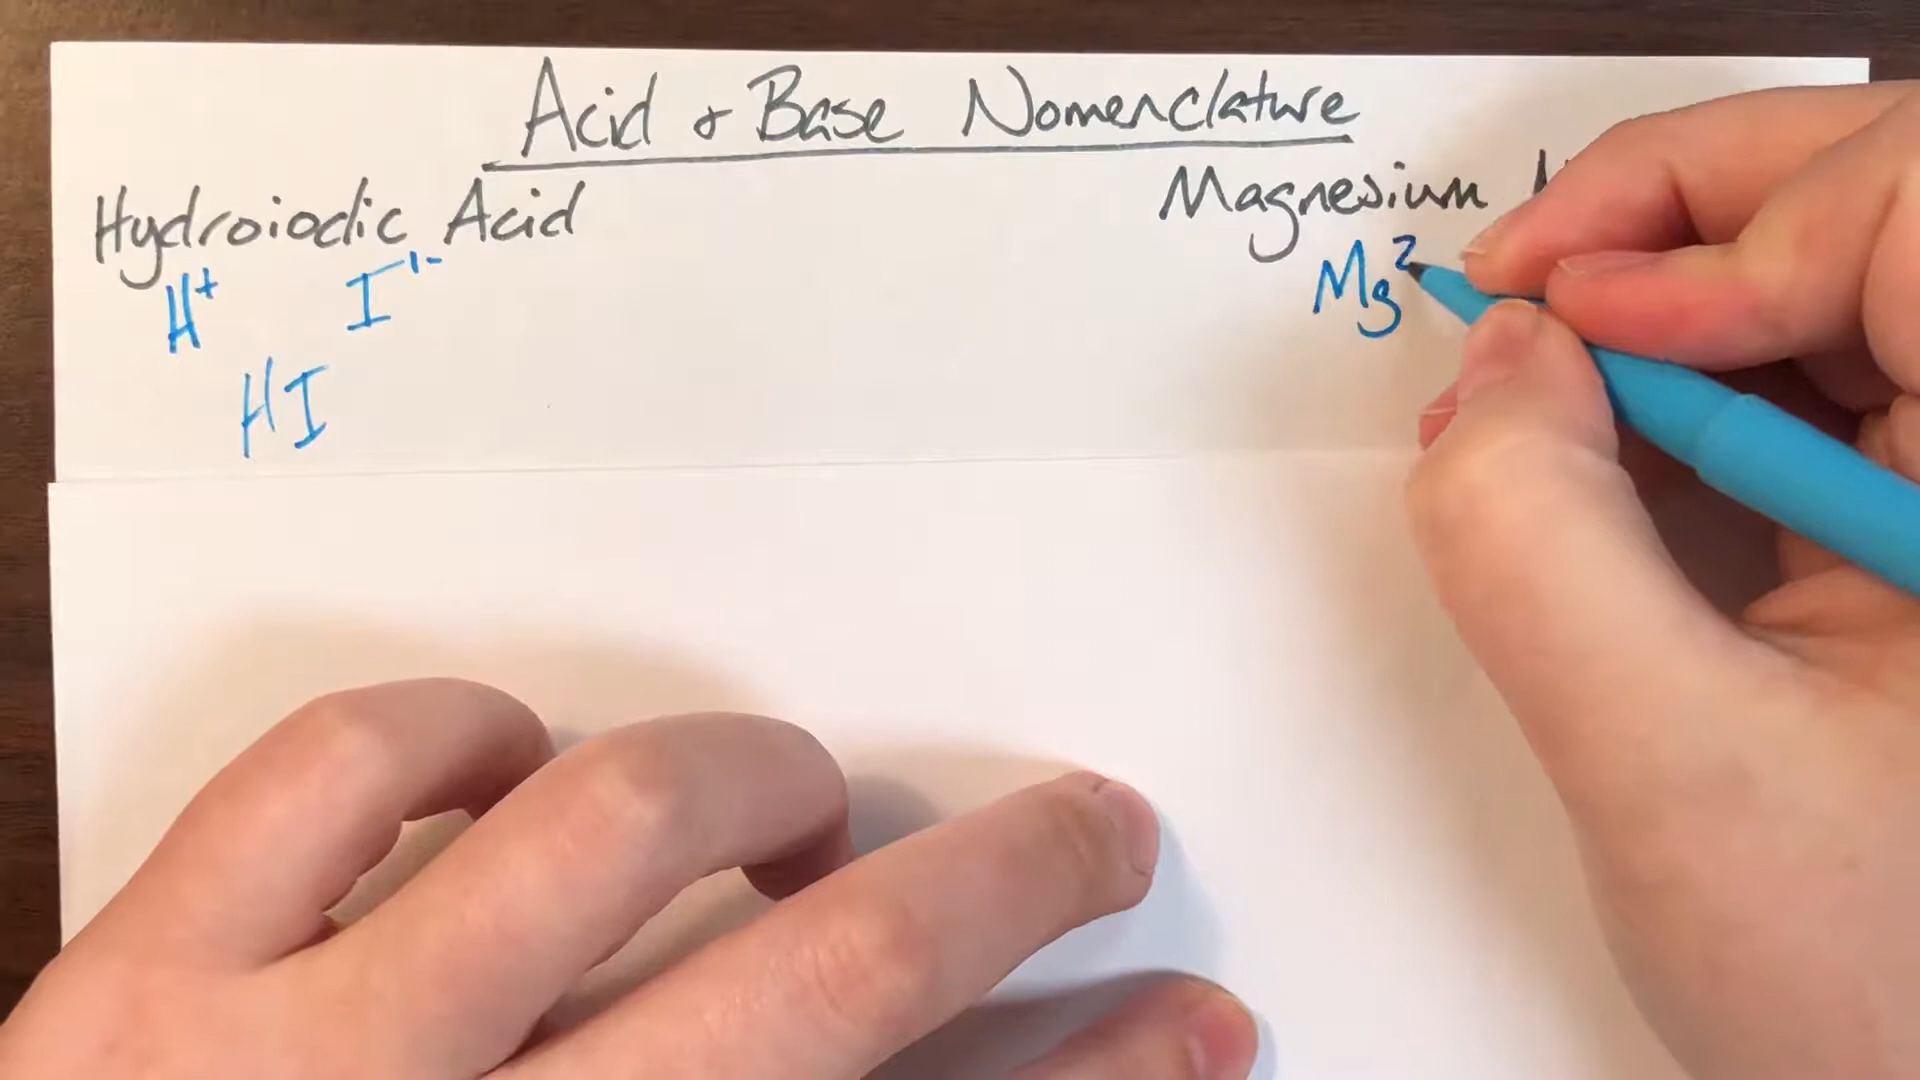 Acid & Base Nomenclature
Hydroiodic Acid
H+ I1-
HI
Magnesium
Mg2